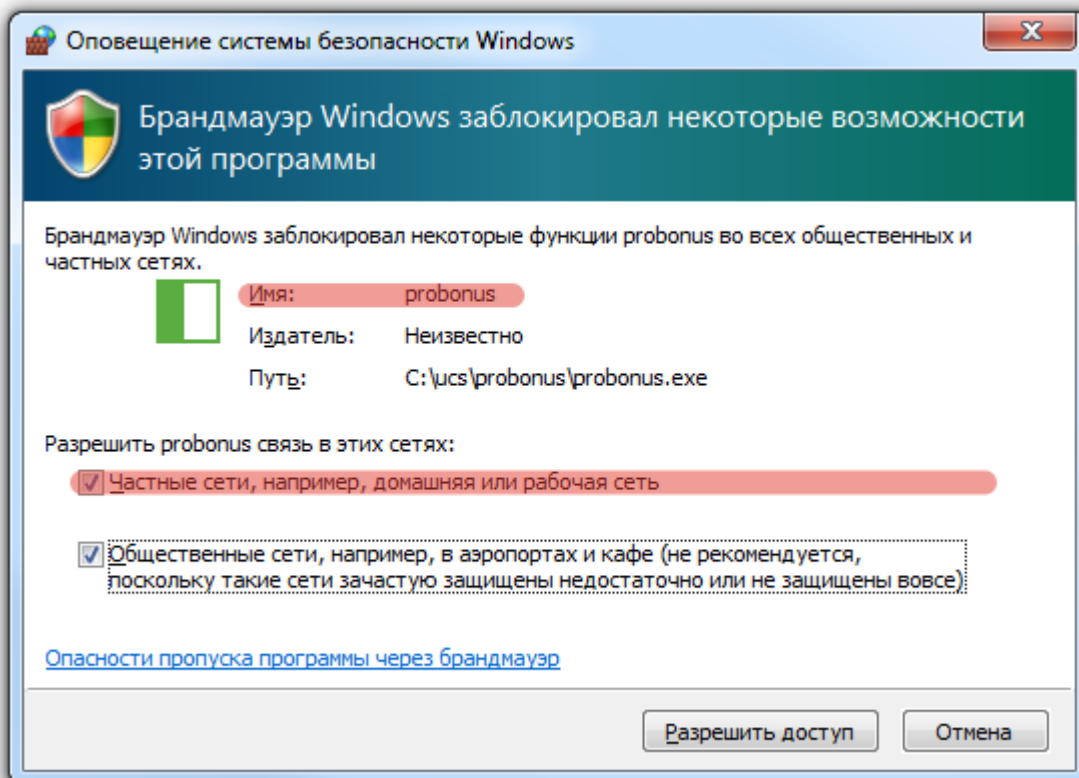 Оповещение системы безопасности Windows
Брандмауэр Windows заблокировал некоторые возможности
этой программы
Брандмауэр Windows заблокировал некоторые функции probonus во всех общественных и
частных сетях.
Имя: probonus
Издатель: Неизвестно
Путь: C:\ucs\probonus\probonus.exe
Разрешить probonus связь в этих сетях:
Частные сети, например, домашняя или рабочая сеть
Общественные сети, например, в аэропортах и кафе (не рекомендуется,
поскольку такие сети зачастую защищены недостаточно или не защищены вовсе)
Опасности пропуска программы через брандмауэр
Разрешить доступ Отмена